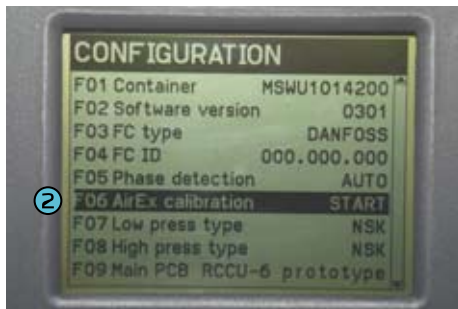 CONFIGURATION
F01 Container MSWU1014200
F02 Software version 0301
F03 FC type DANFOSS
F04 FC ID 000.000.000
F05 Phase detection AUTO
2 F06 AirEx calibration START
F07 Low press type NSK
F08 High press type NSK
F09 Main PCB RCCU-6 prototype